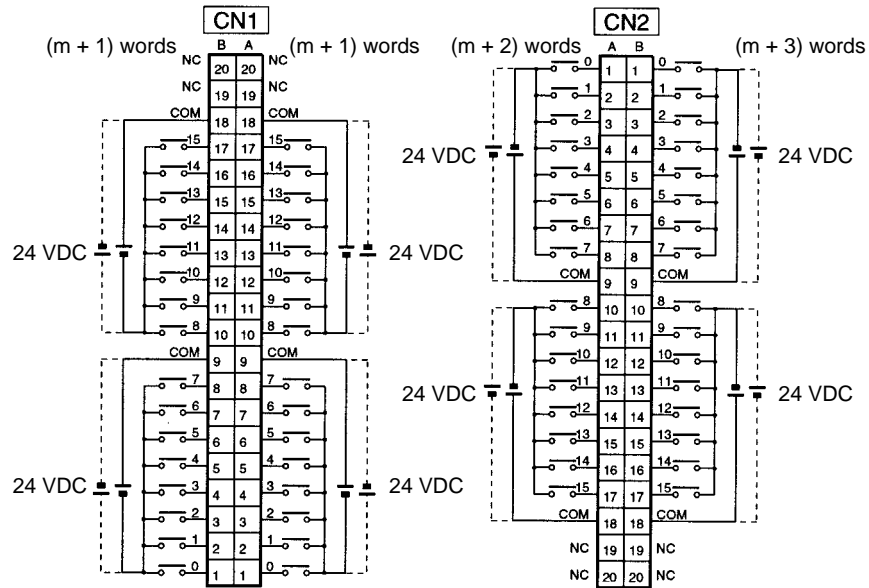 CN1
B A
(m + 1) words (m + 1) words
NC 20 20 NC
NC 19 19 NC
COM 18 18 COM
15 17 17 15
14 16 16 14
13 15 15 13
12 14 14 12
24 VDC 11 13 13 11 24 VDC
10 12 12 10
9 11 11 9
8 10 10 8
COM 9 9 COM
7 8 8 7
6 7 7 6
5 6 6 5
4 5 5 4
24 VDC 3 4 4 3 24 VDC
2 3 3 2
1 2 2 1
0 1 1 0
CN2
A B
(m + 2) words (m + 3) words
0 1 1 0
1 2 2 1
2 3 3 2
24 VDC 3 4 4 3 24 VDC
4 5 5 4
5 6 6 5
6 7 7 6
7 8 8 7
COM 9 9 COM
8 10 10 8
9 11 11 9
10 12 12 10
24 VDC 11 13 13 11 24 VDC
12 14 14 12
13 15 15 13
14 16 16 14
15 17 17 15
COM 18 18 COM
NC 19 19 NC
NC 20 20 NC